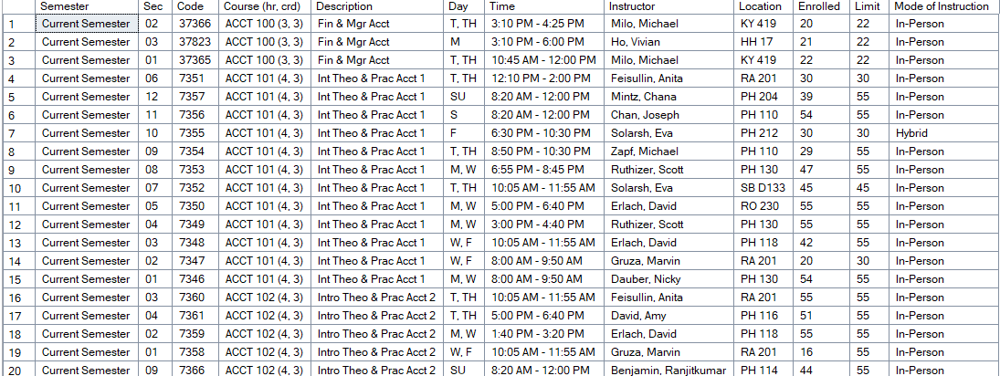 Semester Sec Code Course (hr, crd) Description Day Time Instructor Location Enrolled Limit Mode of Instruction
1 Current Semester 02 37366 ACCT 100 (3, 3) Fin & Mgr Acct T, TH 3:10 PM - 4:25 PM Milo, Michael KY 419 20 22 In-Person
2 Current Semester 03 37823 ACCT 100 (3, 3) Fin & Mgr Acct M 3:10 PM - 6:00 PM Ho, Vivian HH 17 21 22 In-Person
3 Current Semester 01 37365 ACCT 100 (3, 3) Fin & Mgr Acct T, TH 10:45 AM - 12:00 PM Milo, Michael KY 419 22 22 In-Person
4 Current Semester 06 7351 ACCT 101 (4, 3) Int Theo & Prac Acct 1 T, TH 12:10 PM - 2:00 PM Feisullin, Anita RA 201 30 30 In-Person
5 Current Semester 12 7357 ACCT 101 (4, 3) Int Theo & Prac Acct 1 SU 8:20 AM - 12:00 PM Mintz, Chana PH 204 39 55 In-Person
6 Current Semester 11 7356 ACCT 101 (4, 3) Int Theo & Prac Acct 1 S 8:20 AM - 12:00 PM Chan, Joseph PH 110 54 55 In-Person
7 Current Semester 10 7355 ACCT 101 (4, 3) Int Theo & Prac Acct 1 F 6:30 PM - 10:30 PM Solarsh, Eva PH 212 30 30 Hybrid
8 Current Semester 09 7354 ACCT 101 (4, 3) Int Theo & Prac Acct 1 T, TH 8:50 PM - 10:30 PM Zapf, Michael PH 110 29 55 In-Person
9 Current Semester 08 7353 ACCT 101 (4, 3) Int Theo & Prac Acct 1 M, W 6:55 PM - 8:45 PM Ruthizer, Scott PH 130 47 55 In-Person
10 Current Semester 07 7352 ACCT 101 (4, 3) Int Theo & Prac Acct 1 T, TH 10:05 AM - 11:55 AM Solarsh, Eva SB D133 45 45 In-Person
11 Current Semester 05 7350 ACCT 101 (4, 3) Int Theo & Prac Acct 1 M, W 5:00 PM - 6:40 PM Erlach, David RO 230 55 55 In-Person
12 Current Semester 04 7349 ACCT 101 (4, 3) Int Theo & Prac Acct 1 M, W 3:00 PM - 4:40 PM Ruthizer, Scott PH 130 55 55 In-Person
13 Current Semester 03 7348 ACCT 101 (4, 3) Int Theo & Prac Acct 1 W, F 10:05 AM - 11:55 AM Erlach, David PH 118 42 55 In-Person
14 Current Semester 02 7347 ACCT 101 (4, 3) Int Theo & Prac Acct 1 W, F 8:00 AM - 9:50 AM Gruza, Marvin RA 201 20 30 In-Person
15 Current Semester 01 7346 ACCT 101 (4, 3) Int Theo & Prac Acct 1 M, W 8:00 AM - 9:50 AM Dauber, Nicky PH 130 54 55 In-Person
16 Current Semester 03 7360 ACCT 102 (4, 3) Intro Theo & Prac Acct 2 T, TH 10:05 AM - 11:55 AM Feisullin, Anita RA 201 55 55 In-Person
17 Current Semester 04 7361 ACCT 102 (4, 3) Intro Theo & Prac Acct 2 T, TH 5:00 PM - 6:40 PM David, Amy PH 116 51 55 In-Person
18 Current Semester 02 7359 ACCT 102 (4, 3) Intro Theo & Prac Acct 2 M, W 1:40 PM - 3:20 PM Erlach, David PH 118 55 55 In-Person
19 Current Semester 01 7358 ACCT 102 (4, 3) Intro Theo & Prac Acct 2 W, F 10:05 AM - 11:55 AM Gruza, Marvin RA 201 16 55 In-Person
20 Current Semester 09 7366 ACCT 102 (4, 3) Intro Theo & Prac Acct 2 SU 8:20 AM - 12:00 PM Benjamin, Ranjitkumar PH 114 44 55 In-Person